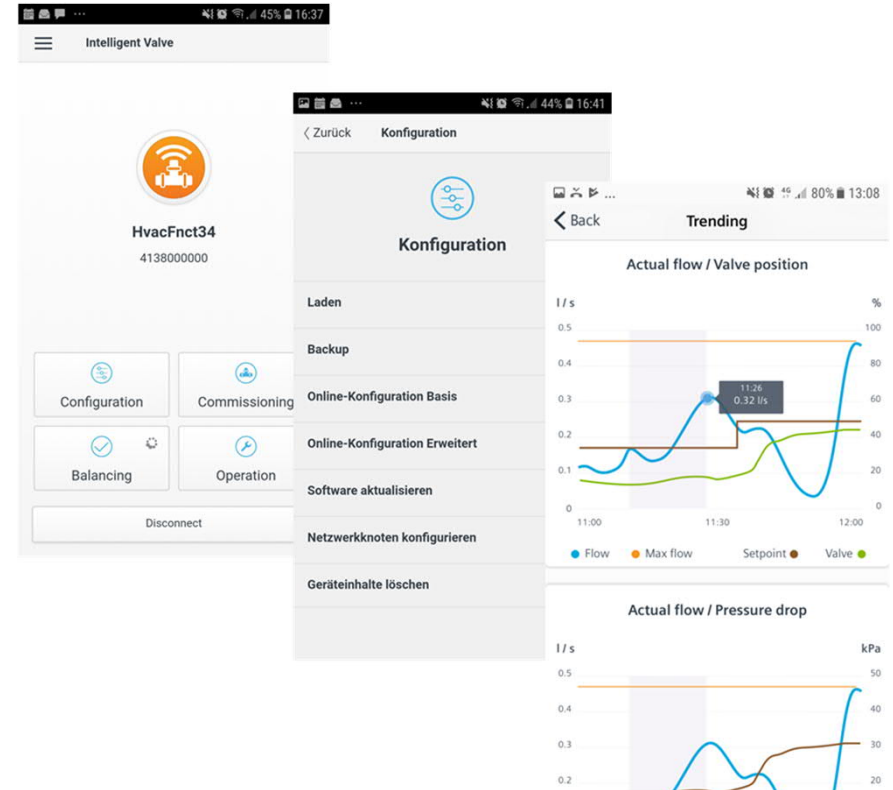 45% 16:37
Intelligent Valve
HvacFnct34
4138000000
Configuration
Commissioning
Balancing
Operation
Disconnect
44% 16:41
Zurück Konfiguration
Konfiguration
Laden
Backup
Online-Konfiguration Basis
Online-Konfiguration Erweitert
Software aktualisieren
Netzwerkknoten konfigurieren
Geräteinhalte löschen
... 4G 80% 13:08
Back Trending
Actual flow / Valve position
l / s %
0.5 100
0.4 80
0.3 60
0.2 40
0.1 20
0 0
11:26
0.32 l/s
11:00 11:30 12:00
Flow Max flow Setpoint Valve
Actual flow / Pressure drop
l / s kPa
0.5 50
0.4 40
0.3 30
0.2 20